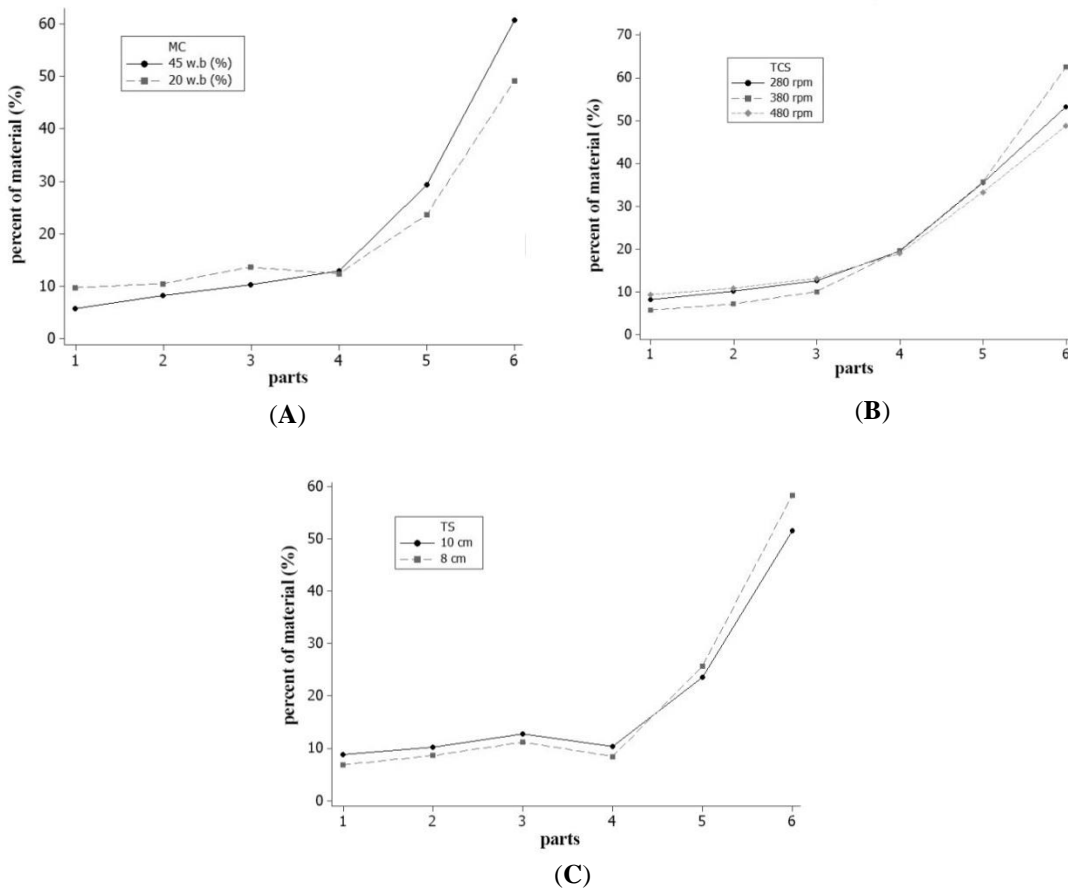 MC
45 w.b (%)
20 w.b (%)
percent of material (%)
60
50
40
30
20
10
0
1 2 3 4 5 6
parts
(A)
TCS
280 rpm
380 rpm
480 rpm
percent of material (%)
70
60
50
40
30
20
10
0
1 2 3 4 5 6
parts
(B)
TS
10 cm
8 cm
percent of material (%)
60
50
40
30
20
10
0
1 2 3 4 5 6
parts
(C)